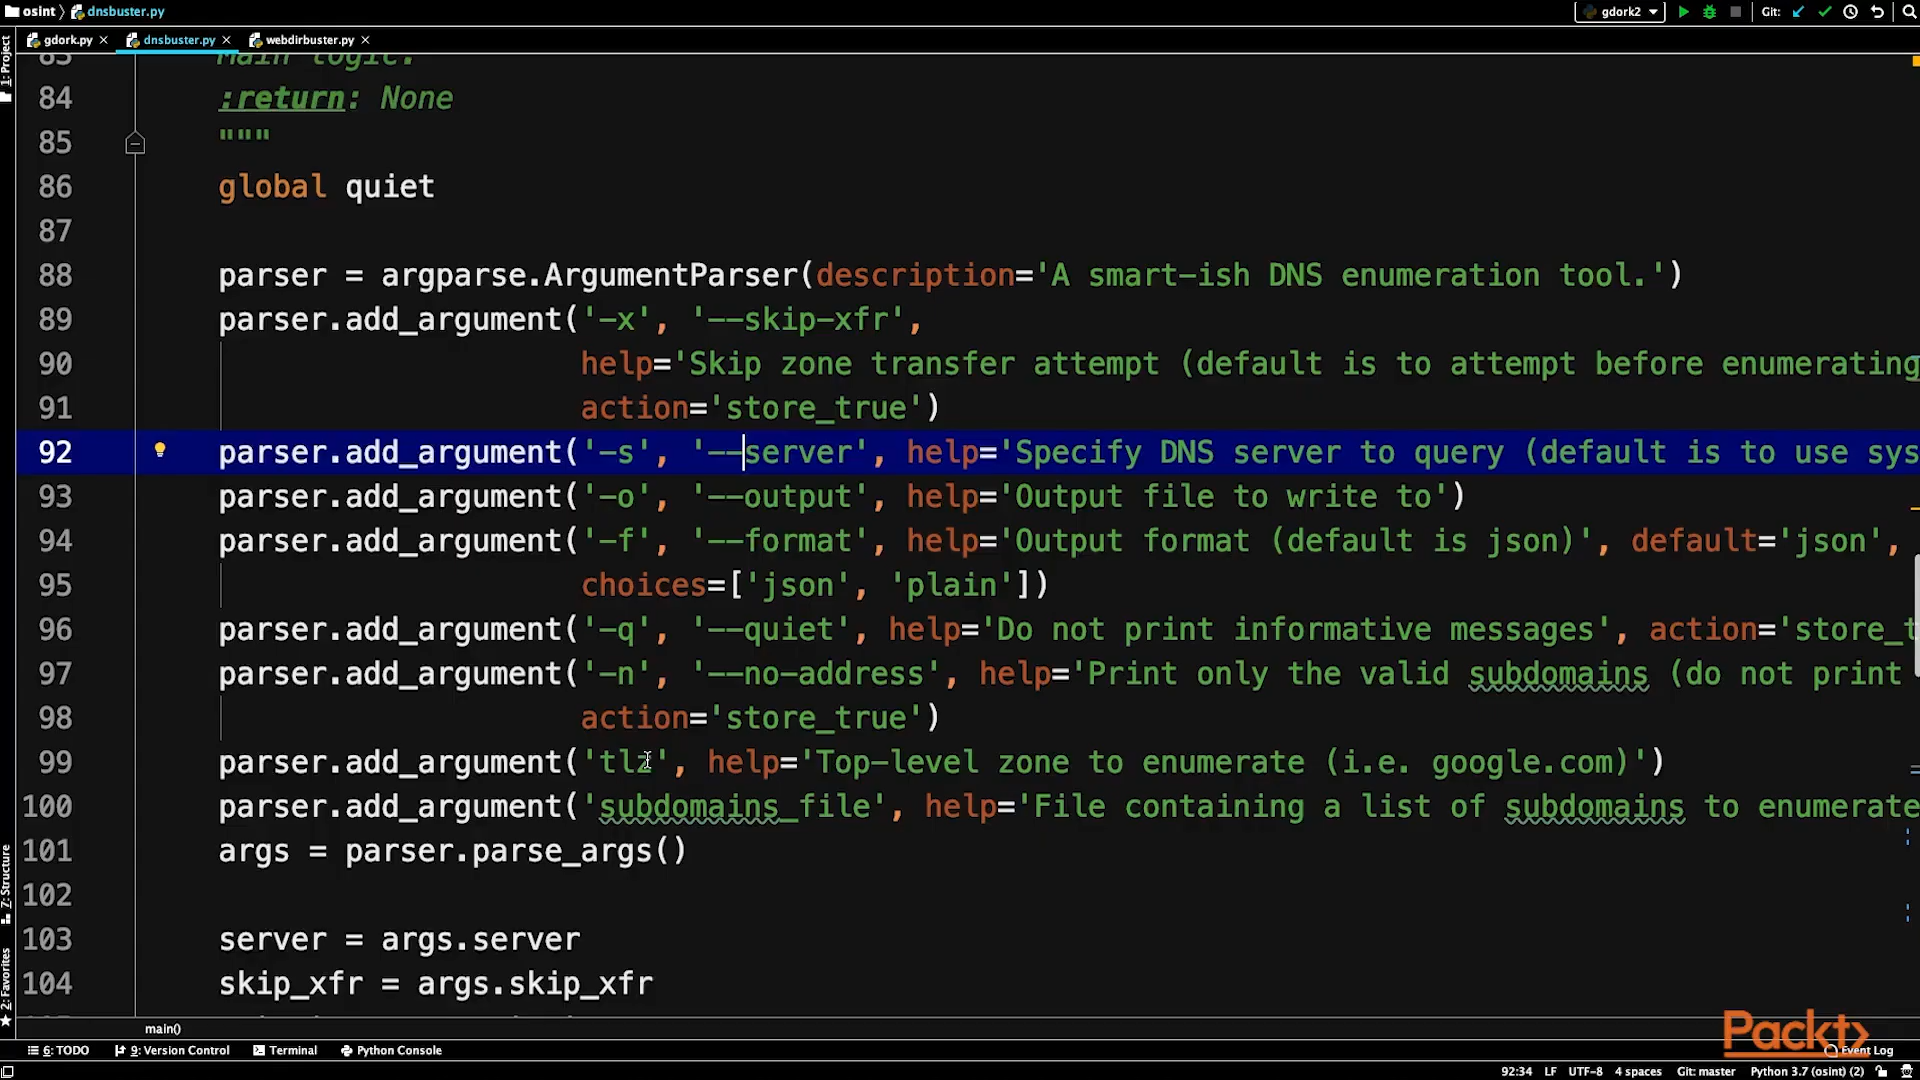 osint
dnsbuster.py
gdork2
Git:
gdork.py
dnsbuster.py
webdirbuster.py
1: Project
83 Main logic.
84 :return: None
85 """
86 global quiet
87
88 parser = argparse.ArgumentParser(description='A smart-ish DNS enumeration tool.')
89 parser.add_argument('-x', '--skip-xfr',
90 help='Skip zone transfer attempt (default is to attempt before enumerating
91 action='store_true')
92 parser.add_argument('-s', '--server', help='Specify DNS server to query (default is to use sys
93 parser.add_argument('-o', '--output', help='Output file to write to')
94 parser.add_argument('-f', '--format', help='Output format (default is json)', default='json',
95 choices=['json', 'plain'])
96 parser.add_argument('-q', '--quiet', help='Do not print informative messages', action='store_t
97 parser.add_argument('-n', '--no-address', help='Print only the valid subdomains (do not print
98 action='store_true')
99 parser.add_argument('tlz', help='Top-level zone to enumerate (i.e. google.com)')
100 parser.add_argument('subdomains_file', help='File containing a list of subdomains to enumerate
101 args = parser.parse_args()
102
103 server = args.server
104 skip_xfr = args.skip_xfr
7: Structure
2: Favorites
main()
Packt>
6: TODO
9: Version Control
Terminal
Python Console
Event Log
92:34 LF UTF-8 4 spaces Git: master Python 3.7 (osint) (2)